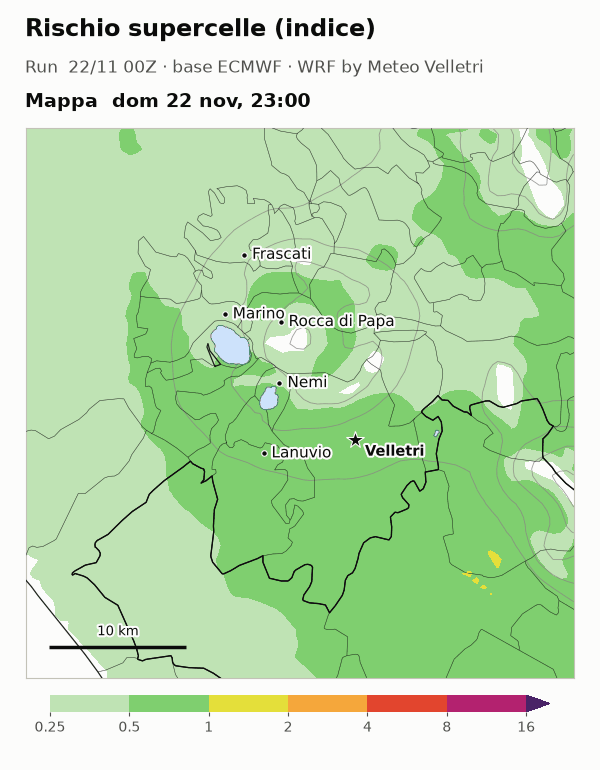 Rischio supercelle (indice)
Run  22/11 00Z · base ECMWF · WRF by Meteo Velletri
Mappa  dom 22 nov, 23:00
Frascati
Marino
Rocca di Papa
Nemi
Velletri
Lanuvio
10 km
0.25 0.5 1 2 4 8 16